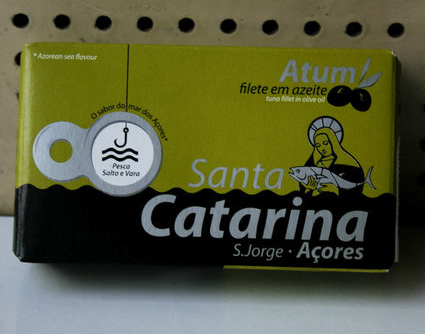 * Azorean sea flavour
Atum
filete em azeite
tuna fillet in olive oil
O sabor do mar dos Açores*
Pesca
Salto e Vara
Santa
Catarina
S.Jorge · Açores